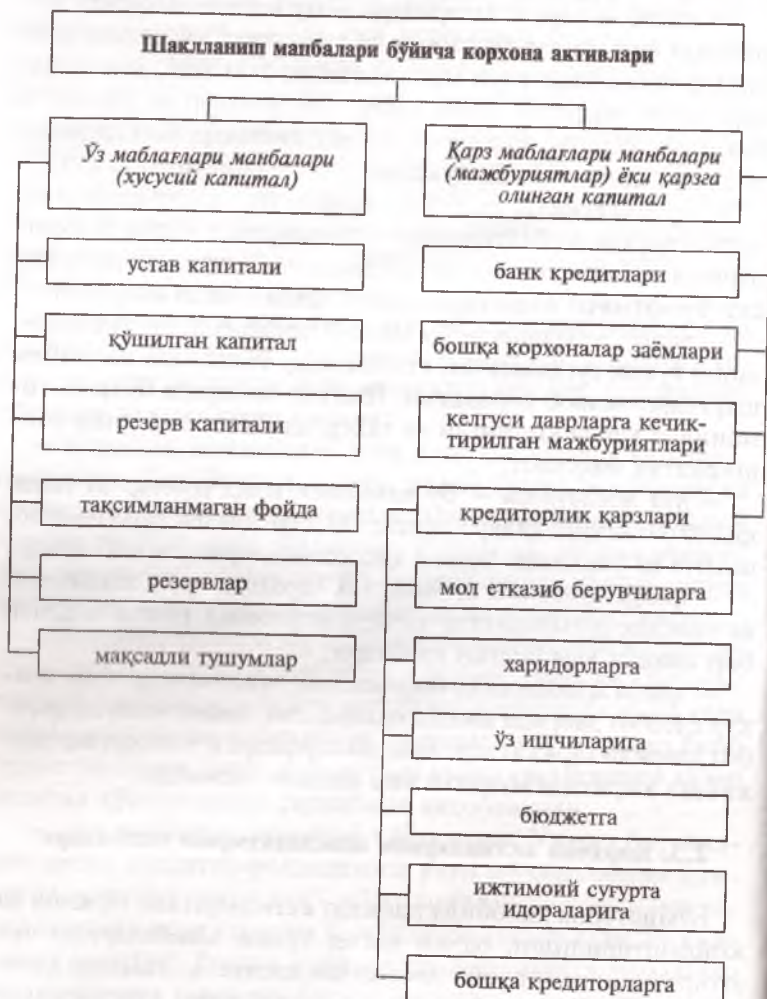 Шаклланиш манбалари бўйича корхона активлари
Ўз маблағлари манбалари
(хусусий капитал)
Қарз маблағлари манбалари
(мажбуриятлар) ёки қарзга
олинган капитал
устав капитали
қўшилган капитал
резерв капитали
тақсимланмаган фойда
резервлар
мақсадли тушумлар
банк кредитлари
бошқа корхоналар заёмлари
келгуси даврларга кечик-
тирилган мажбуриятлари
кредиторлик қарзлари
мол етказиб берувчиларга
харидорларга
ўз ишчиларига
бюджетга
ижтимоий суғурта
идораларига
бошқа кредиторларга